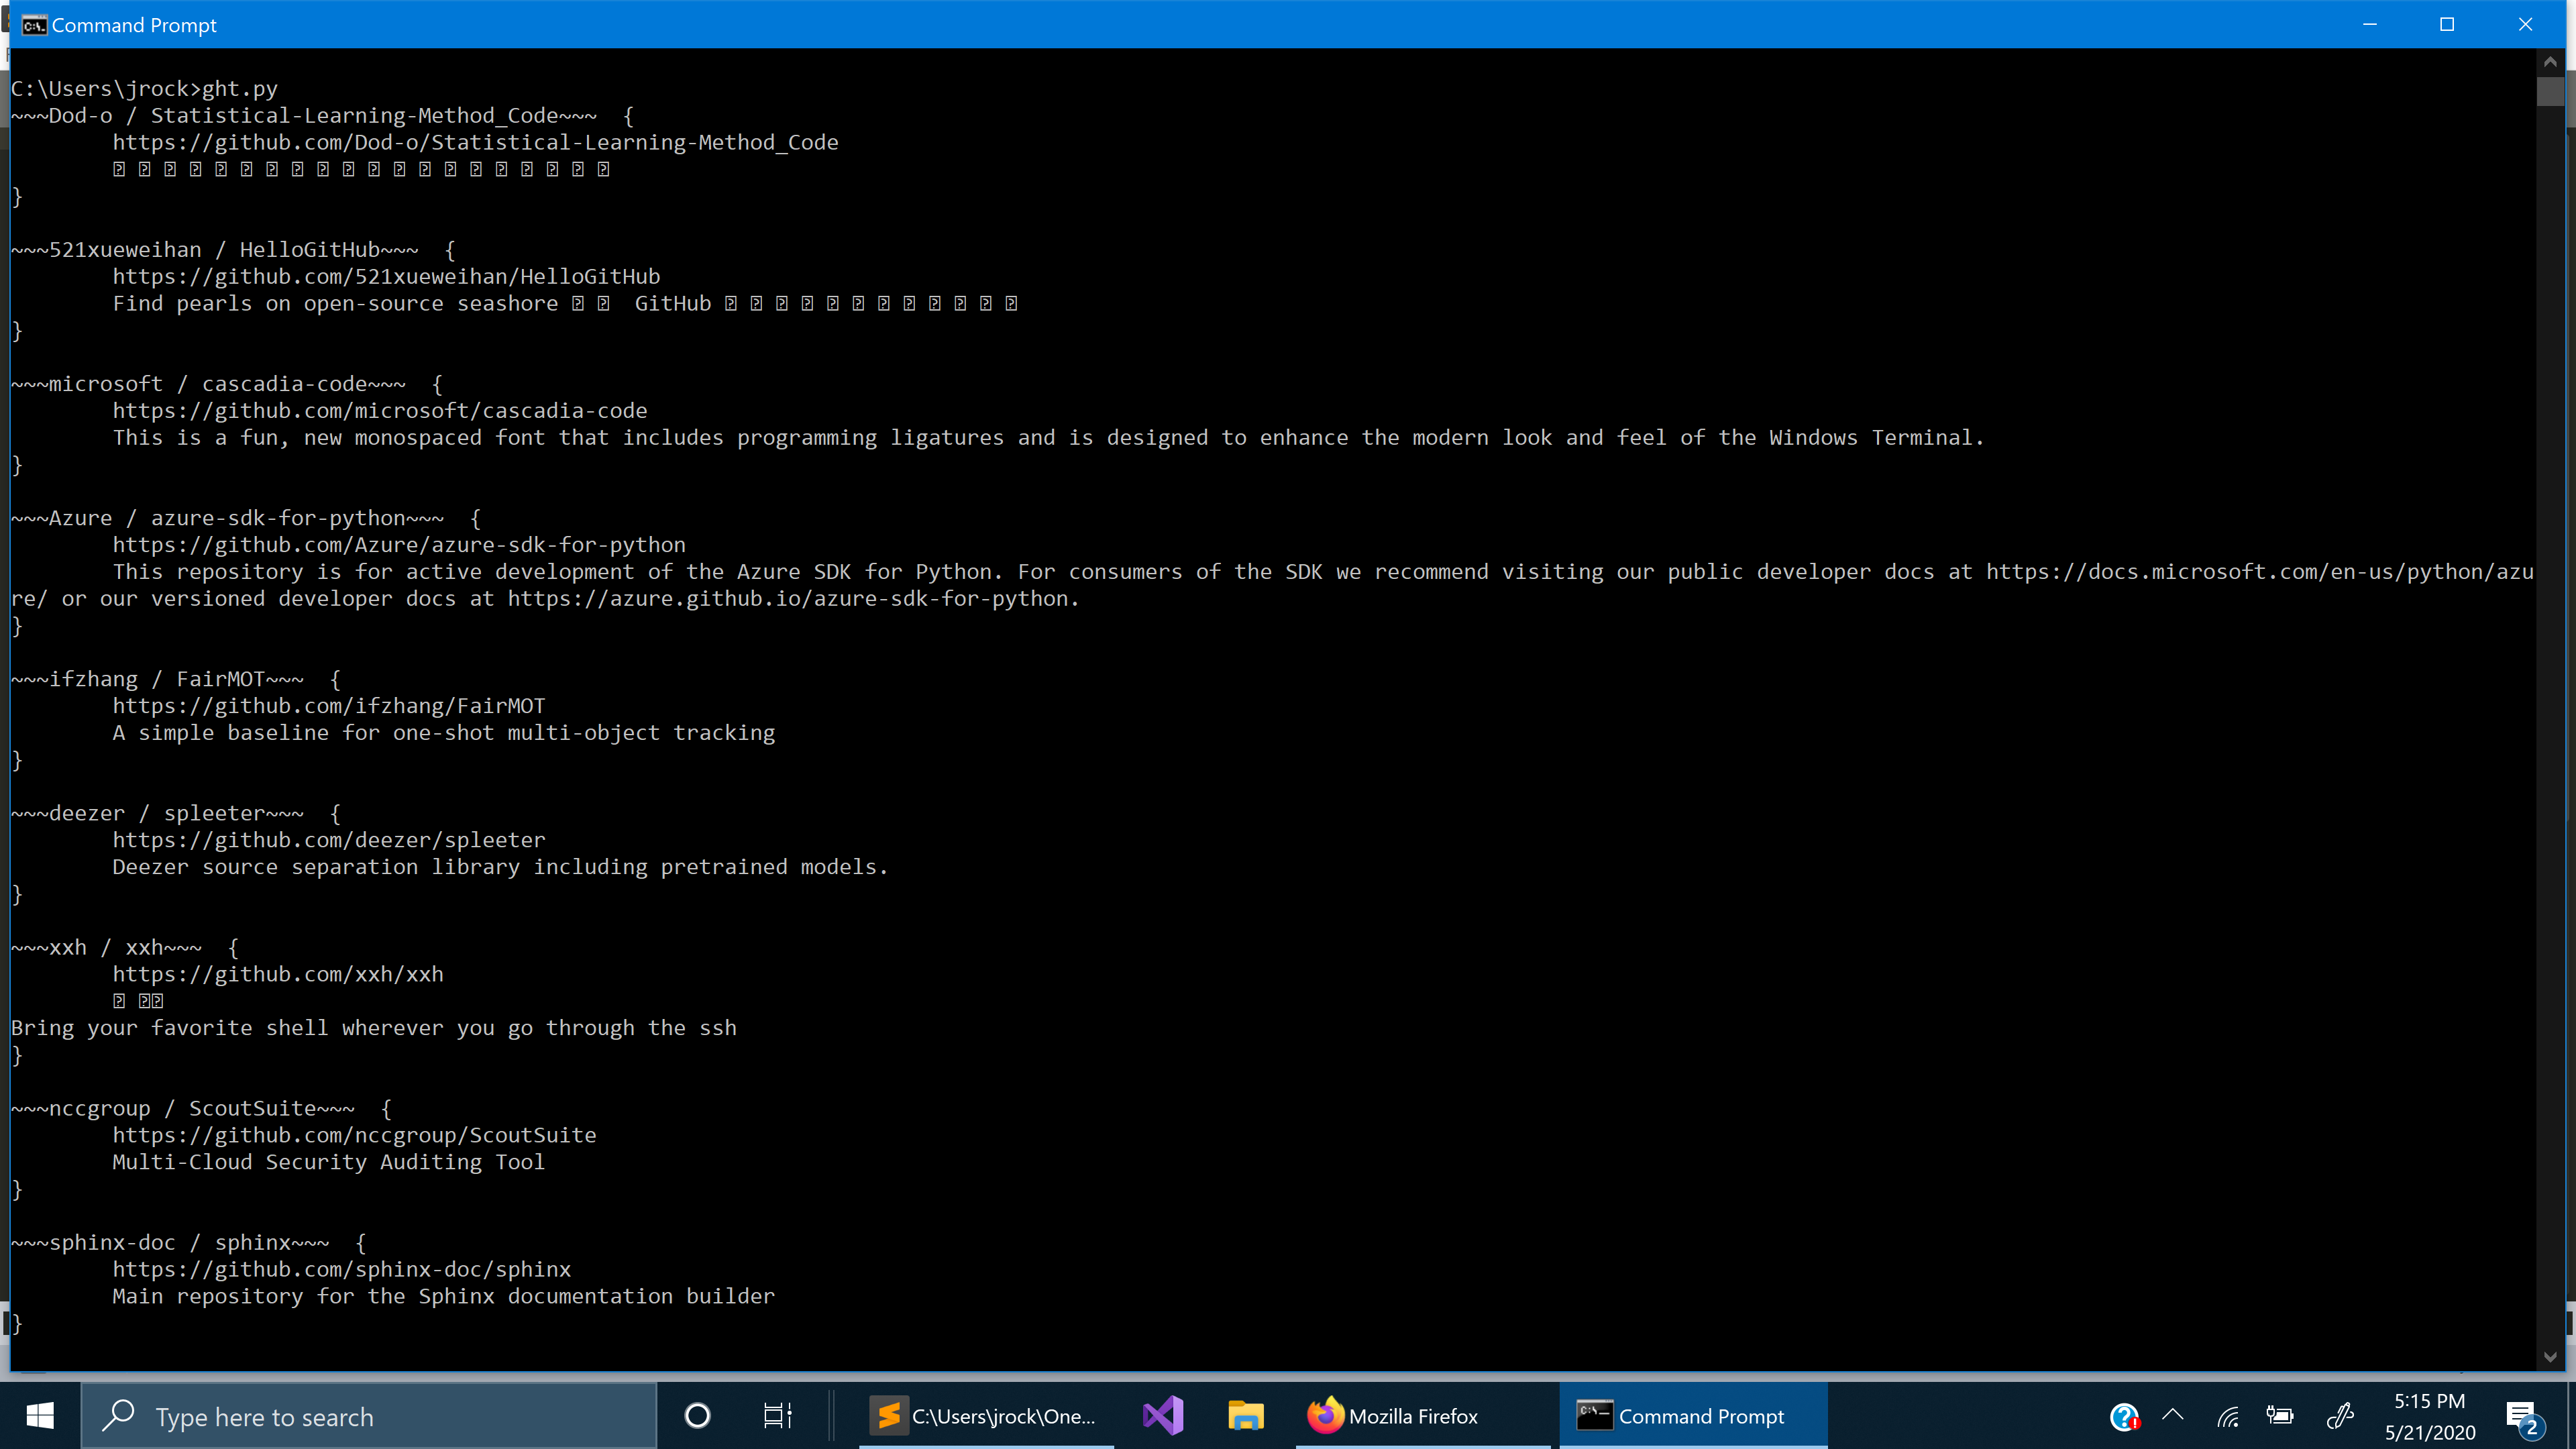 Command Prompt
C:\Users\jrock>ght.py
~~~Dod-o / Statistical-Learning-Method_Code~~~  {
https://github.com/Dod-o/Statistical-Learning-Method_Code
}
~~~521xueweihan / HelloGitHub~~~  {
https://github.com/521xueweihan/HelloGitHub
Find pearls on open-source seashore GitHub
}
~~~microsoft / cascadia-code~~~  {
https://github.com/microsoft/cascadia-code
This is a fun, new monospaced font that includes programming ligatures and is designed to enhance the modern look and feel of the Windows Terminal.
}
~~~Azure / azure-sdk-for-python~~~  {
https://github.com/Azure/azure-sdk-for-python
This repository is for active development of the Azure SDK for Python. For consumers of the SDK we recommend visiting our public developer docs at https://docs.microsoft.com/en-us/python/azu
re/ or our versioned developer docs at https://azure.github.io/azure-sdk-for-python.
}
~~~ifzhang / FairMOT~~~  {
https://github.com/ifzhang/FairMOT
A simple baseline for one-shot multi-object tracking
}
~~~deezer / spleeter~~~  {
https://github.com/deezer/spleeter
Deezer source separation library including pretrained models.
}
~~~xxh / xxh~~~  {
https://github.com/xxh/xxh
Bring your favorite shell wherever you go through the ssh
}
~~~nccgroup / ScoutSuite~~~  {
https://github.com/nccgroup/ScoutSuite
Multi-Cloud Security Auditing Tool
}
~~~sphinx-doc / sphinx~~~  {
https://github.com/sphinx-doc/sphinx
Main repository for the Sphinx documentation builder
}
Type here to search
C:\Users\jrock\One...
Mozilla Firefox
Command Prompt
5:15 PM
5/21/2020
2